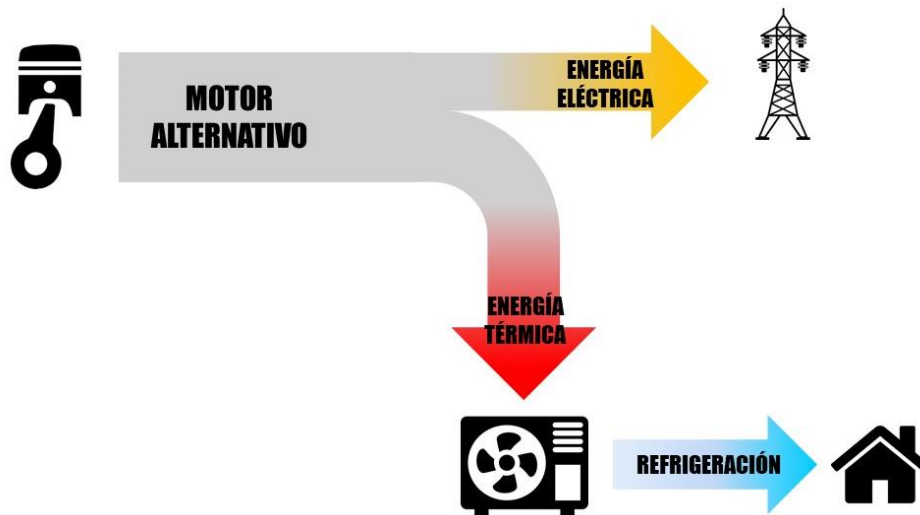 MOTOR
ALTERNATIVO
ENERGÍA
ELÉCTRICA
ENERGÍA
TÉRMICA
REFRIGERACIÓN